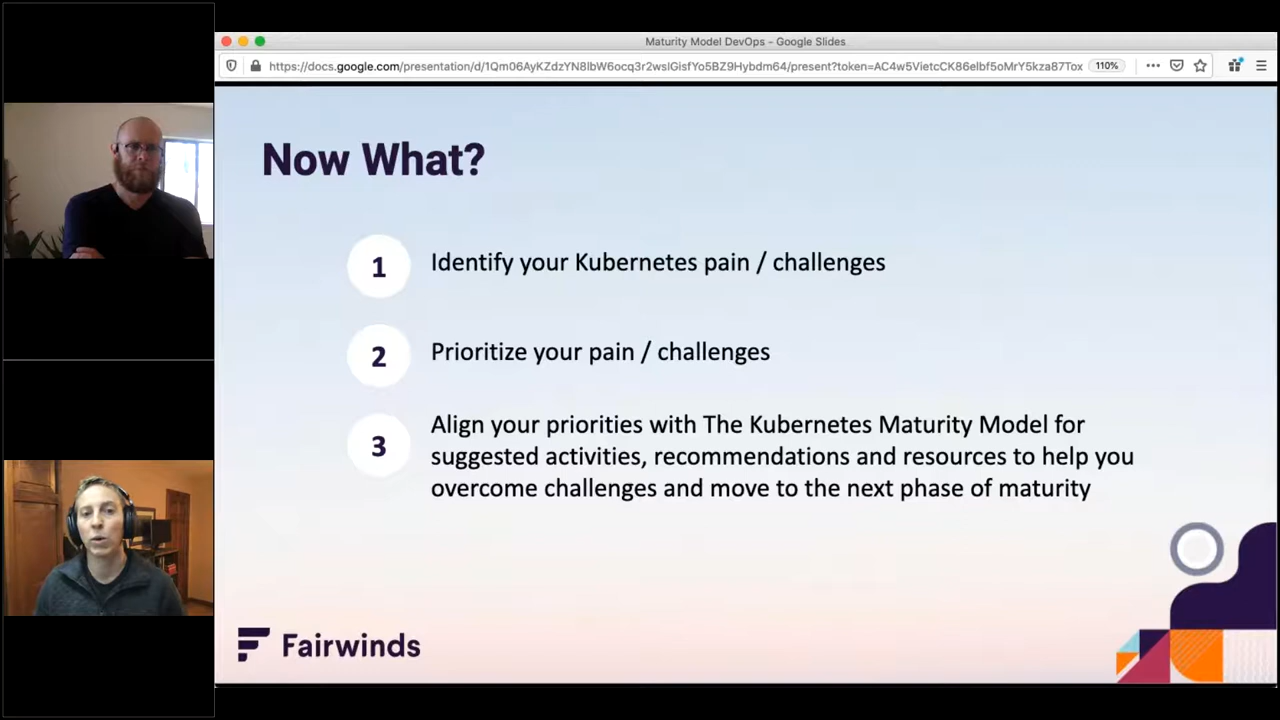 Maturity Model DevOps - Google Slides
https://docs.google.com/presentation/d/1Qm06AyKZdzYN8lbW6ocq3r2wslGisfYo5BZ9Hybdm64/present?token=AC4w5VietcCK86elbf5oMrY5kza87Tox
110%
Now What?
1
Identify your Kubernetes pain / challenges
2
Prioritize your pain / challenges
3
Align your priorities with The Kubernetes Maturity Model for
suggested activities, recommendations and resources to help you
overcome challenges and move to the next phase of maturity
Fairwinds